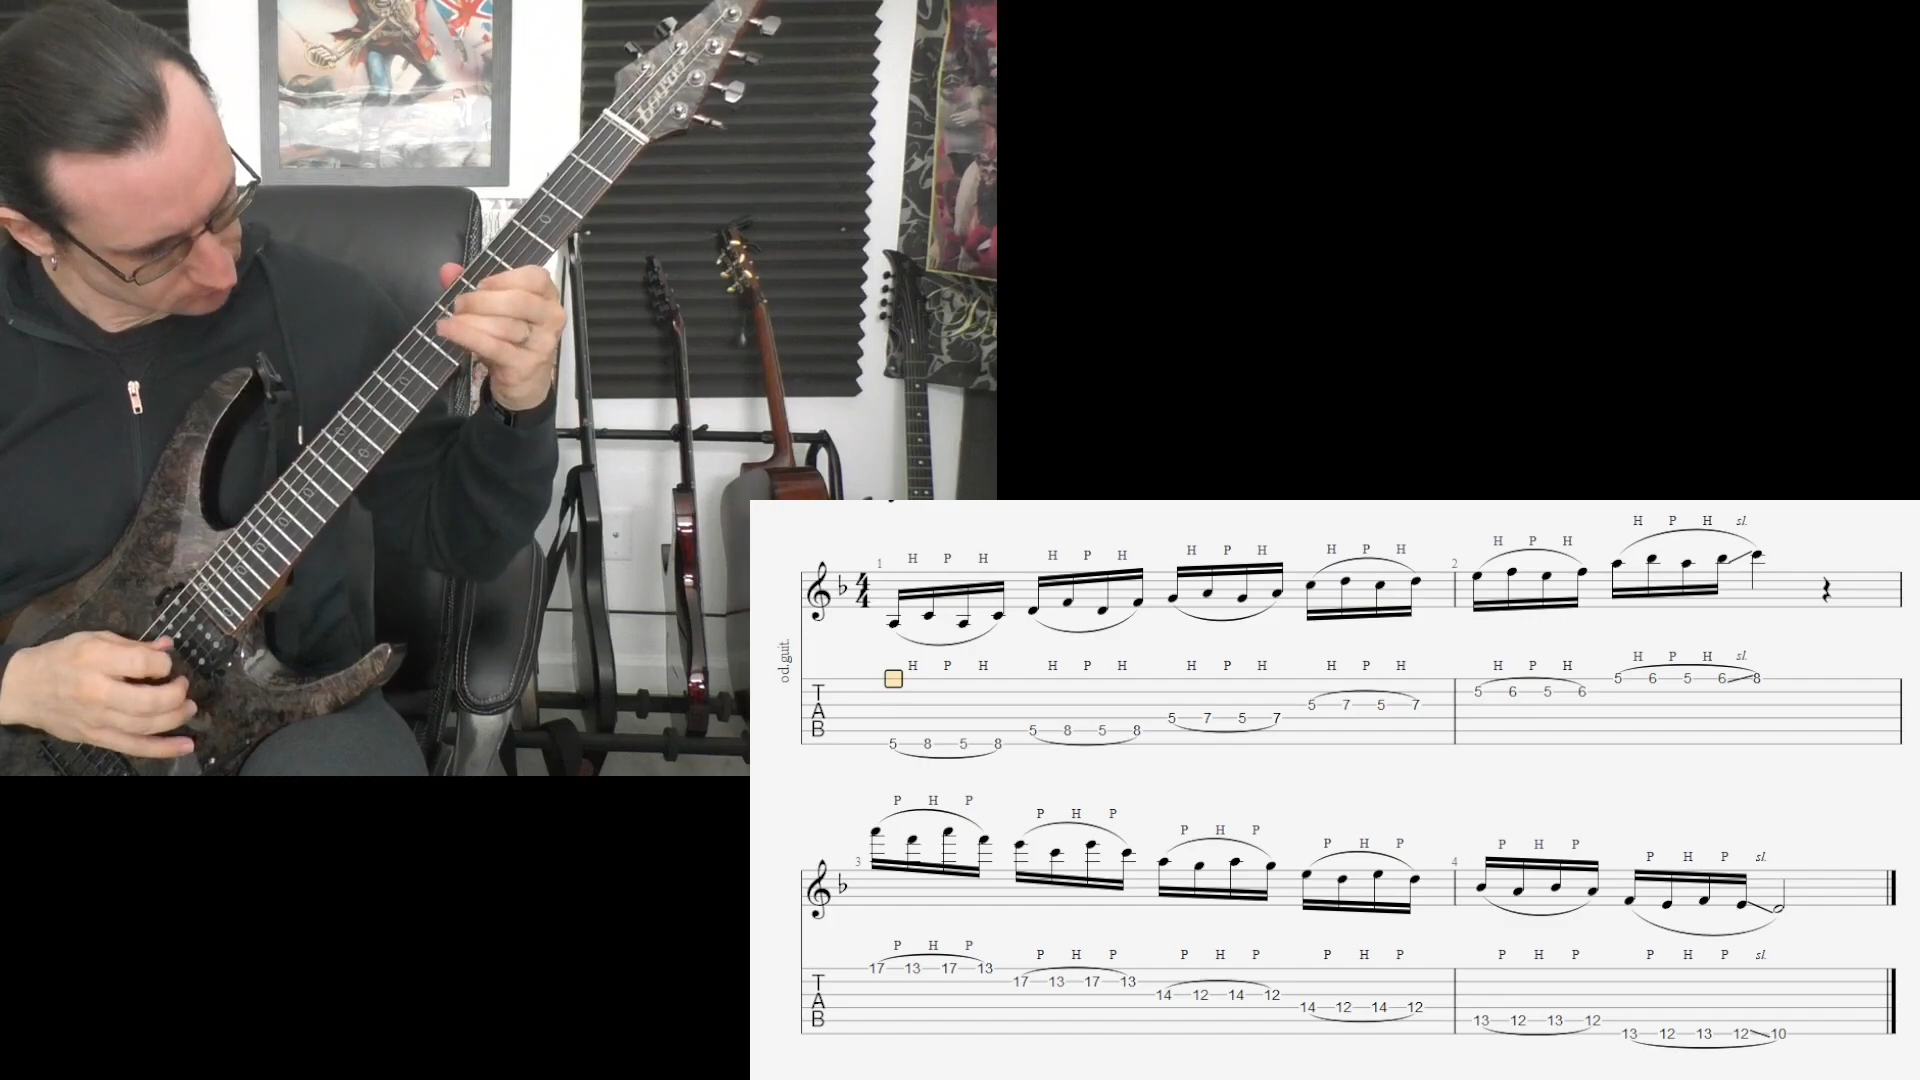 tosin
H P H H P H H P H H P H H P H H P H sl.
1 2
4
4
od.guit.
H P H H P H H P H H P H H P H H P H sl.
T
A
B
5 8 5 8 5 8 5 8 5 7 5 7 5 7 5 7 5 6 5 6 5 6 5 6 8
P H P P H P P H P P H P P H P P H P sl.
3 4
P H P P H P P H P P H P P H P P H P sl.
T
A
B
17 13 17 13 17 13 17 13 14 12 14 12 14 12 14 12 13 12 13 12 13 12 13 12 10